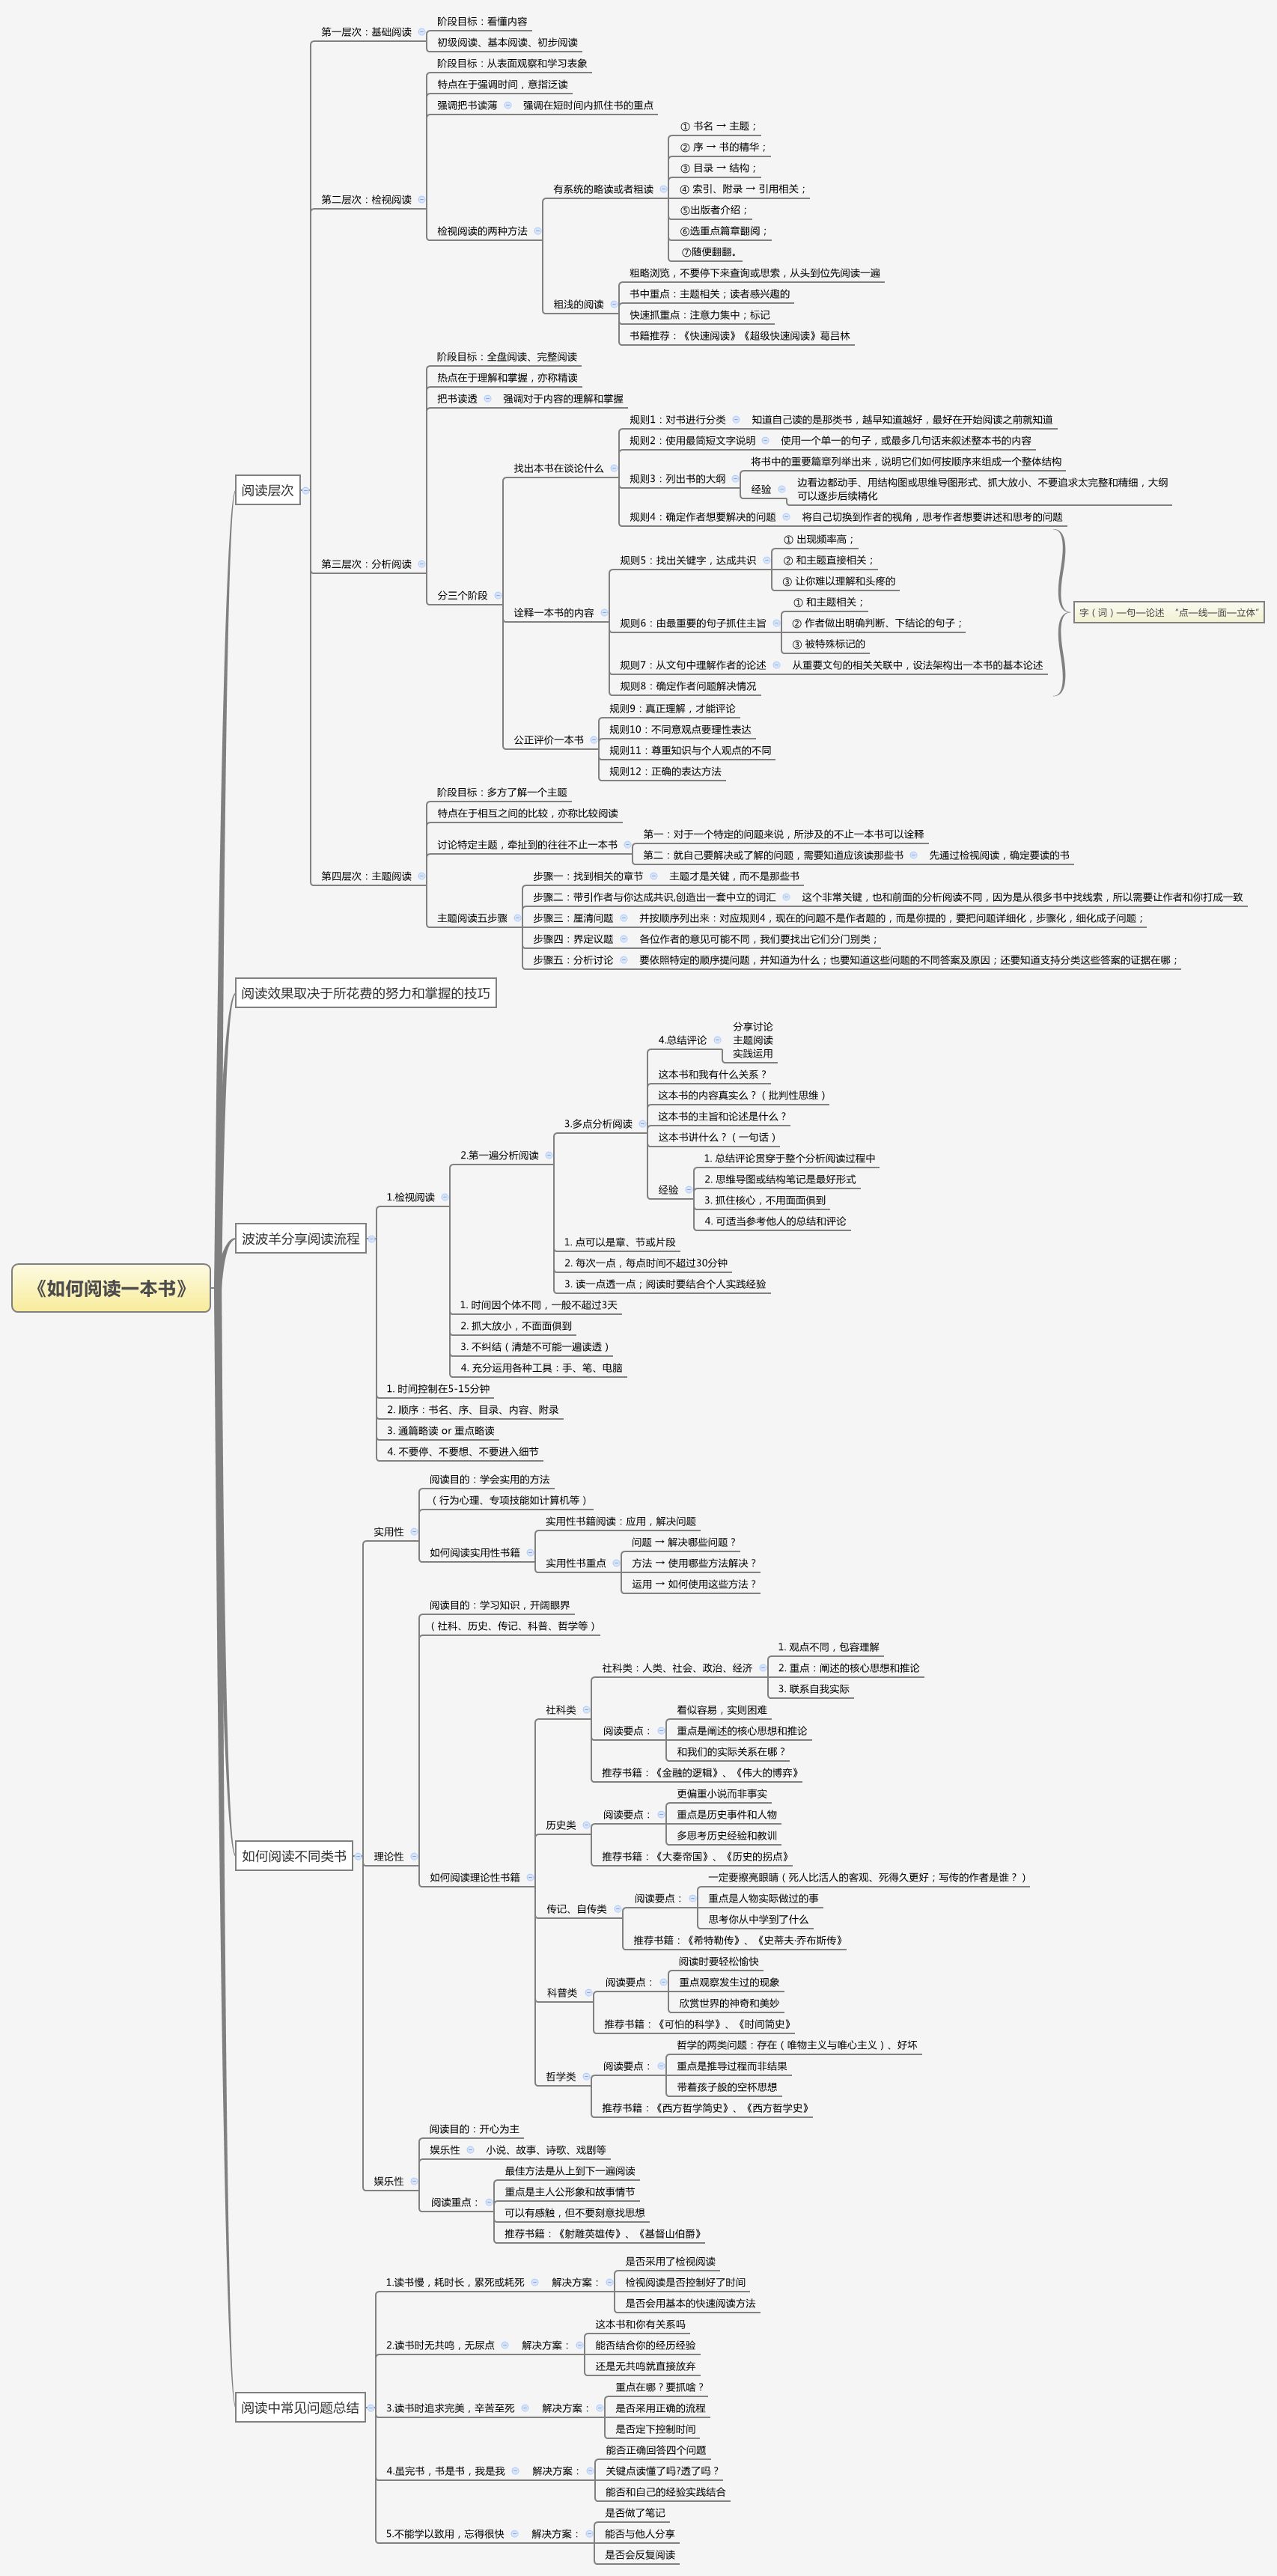 《如何阅读一本书》
阅读层次
第一层次：基础阅读
阶段目标：看懂内容
初级阅读、基本阅读、初步阅读
第二层次：检视阅读
阶段目标：从表面观察和学习表象
特点在于强调时间，意指泛读
强调把书读薄
强调在短时间内抓住书的重点
检视阅读的两种方法
有系统的略读或者粗读
① 书名 → 主题；
② 序 → 书的精华；
③ 目录 → 结构；
④ 索引、附录 → 引用相关；
⑤出版者介绍；
⑥选重点篇章翻阅；
⑦随便翻翻。
粗浅的阅读
粗略浏览，不要停下来查询或思索，从头到位先阅读一遍
书中重点：主题相关；读者感兴趣的
快速抓重点：注意力集中；标记
书籍推荐：《快速阅读》《超级快速阅读》葛吕林
第三层次：分析阅读
阶段目标：全盘阅读、完整阅读
热点在于理解和掌握，亦称精读
把书读透
强调对于内容的理解和掌握
分三个阶段
找出本书在谈论什么
规则1：对书进行分类
知道自己读的是那类书，越早知道越好，最好在开始阅读之前就知道
规则2：使用最简短文字说明
使用一个单一的句子，或最多几句话来叙述整本书的内容
规则3：列出书的大纲
将书中的重要篇章列举出来，说明它们如何按顺序来组成一个整体结构
经验
边看边都动手、用结构图或思维导图形式、抓大放小、不要追求太完整和精细，大纲
可以逐步后续精化
规则4：确定作者想要解决的问题
将自己切换到作者的视角，思考作者想要讲述和思考的问题
诠释一本书的内容
规则5：找出关键字，达成共识
① 出现频率高；
② 和主题直接相关；
③ 让你难以理解和头疼的
规则6：由最重要的句子抓住主旨
① 和主题相关；
② 作者做出明确判断、下结论的句子；
③ 被特殊标记的
规则7：从文句中理解作者的论述
从重要文句的相关关联中，设法架构出一本书的基本论述
规则8：确定作者问题解决情况
字（词）—句—论述 “点—线—面—立体”
公正评价一本书
规则9：真正理解，才能评论
规则10：不同意观点要理性表达
规则11：尊重知识与个人观点的不同
规则12：正确的表达方法
第四层次：主题阅读
阶段目标：多方了解一个主题
特点在于相互之间的比较，亦称比较阅读
讨论特定主题，牵扯到的往往不止一本书
第一：对于一个特定的问题来说，所涉及的不止一本书可以诠释
第二：就自己要解决或了解的问题，需要知道应该读那些书
先通过检视阅读，确定要读的书
主题阅读五步骤
步骤一：找到相关的章节
主题才是关键，而不是那些书
步骤二：带引作者与你达成共识,创造出一套中立的词汇
这个非常关键，也和前面的分析阅读不同，因为是从很多书中找线索，所以需要让作者和你打成一致
步骤三：厘清问题
并按顺序列出来：对应规则4，现在的问题不是作者题的，而是你提的，要把问题详细化，步骤化，细化成子问题；
步骤四：界定议题
各位作者的意见可能不同，我们要找出它们分门别类；
步骤五：分析讨论
要依照特定的顺序提问题，并知道为什么；也要知道这些问题的不同答案及原因；还要知道支持分类这些答案的证据在哪；
阅读效果取决于所花费的努力和掌握的技巧
波波羊分享阅读流程
1.检视阅读
2.第一遍分析阅读
3.多点分析阅读
4.总结评论
分享讨论
主题阅读
实践运用
这本书和我有什么关系？
这本书的内容真实么？（批判性思维）
这本书的主旨和论述是什么？
这本书讲什么？（一句话）
经验
1. 总结评论贯穿于整个分析阅读过程中
2. 思维导图或结构笔记是最好形式
3. 抓住核心，不用面面俱到
4. 可适当参考他人的总结和评论
1. 点可以是章、节或片段
2. 每次一点，每点时间不超过30分钟
3. 读一点透一点；阅读时要结合个人实践经验
1. 时间因个体不同，一般不超过3天
2. 抓大放小，不面面俱到
3. 不纠结（清楚不可能一遍读透）
4. 充分运用各种工具：手、笔、电脑
1. 时间控制在5-15分钟
2. 顺序：书名、序、目录、内容、附录
3. 通篇略读 or 重点略读
4. 不要停、不要想、不要进入细节
如何阅读不同类书
实用性
阅读目的：学会实用的方法
（行为心理、专项技能如计算机等）
如何阅读实用性书籍
实用性书籍阅读：应用，解决问题
实用性书重点
问题 → 解决哪些问题？
方法 → 使用哪些方法解决？
运用 → 如何使用这些方法？
理论性
阅读目的：学习知识，开阔眼界
（社科、历史、传记、科普、哲学等）
如何阅读理论性书籍
社科类
社科类：人类、社会、政治、经济
1. 观点不同，包容理解
2. 重点：阐述的核心思想和推论
3. 联系自我实际
阅读要点：
看似容易，实则困难
重点是阐述的核心思想和推论
和我们的实际关系在哪？
推荐书籍：《金融的逻辑》、《伟大的博弈》
历史类
阅读要点：
更偏重小说而非事实
重点是历史事件和人物
多思考历史经验和教训
推荐书籍：《大秦帝国》、《历史的拐点》
传记、自传类
阅读要点：
一定要擦亮眼睛（死人比活人的客观、死得久更好；写传的作者是谁？）
重点是人物实际做过的事
思考你从中学到了什么
推荐书籍：《希特勒传》、《史蒂夫·乔布斯传》
科普类
阅读要点：
阅读时要轻松愉快
重点观察发生过的现象
欣赏世界的神奇和美妙
推荐书籍：《可怕的科学》、《时间简史》
哲学类
阅读要点：
哲学的两类问题：存在（唯物主义与唯心主义）、好坏
重点是推导过程而非结果
带着孩子般的空杯思想
推荐书籍：《西方哲学简史》、《西方哲学史》
娱乐性
阅读目的：开心为主
娱乐性
小说、故事、诗歌、戏剧等
阅读重点：
最佳方法是从上到下一遍阅读
重点是主人公形象和故事情节
可以有感触，但不要刻意找思想
推荐书籍：《射雕英雄传》、《基督山伯爵》
阅读中常见问题总结
1.读书慢，耗时长，累死或耗死
解决方案：
是否采用了检视阅读
检视阅读是否控制好了时间
是否会用基本的快速阅读方法
2.读书时无共鸣，无尿点
解决方案：
这本书和你有关系吗
能否结合你的经历经验
还是无共鸣就直接放弃
3.读书时追求完美，辛苦至死
解决方案：
重点在哪？要抓啥？
是否采用正确的流程
是否定下控制时间
4.虽完书，书是书，我是我
解决方案：
能否正确回答四个问题
关键点读懂了吗?透了吗？
能否和自己的经验实践结合
5.不能学以致用，忘得很快
解决方案：
是否做了笔记
能否与他人分享
是否会反复阅读